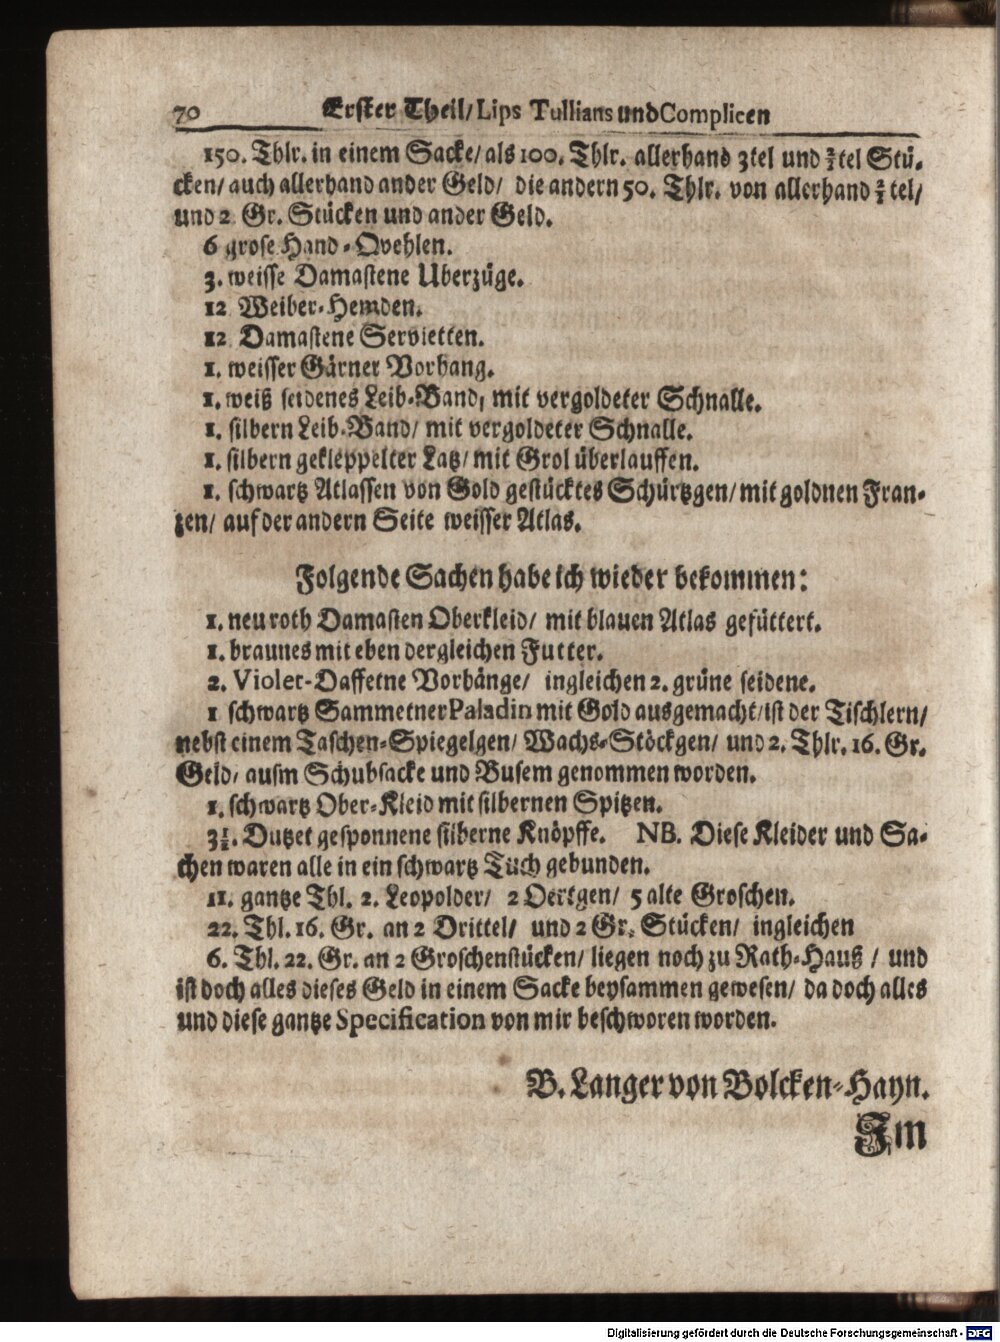 70 Erster Theil/ Lips Tullians und Complicen
150. Thlr. in einem Sacke/ als 100. Thlr. allerhand 3tel und ⅔tel Stü-
cken/ auch allerhand ander Geld/ die andern 50. Thlr. von allerhand ⅔tel/
und 2 Gr. Stücken und ander Geld.
6 grose Hand-Qvehlen.
3. weisse Damastene Uberzüge.
12 Weiber-Hemden.
12 Damastene Servietten.
1. weisser Gärner Vorhang.
1. weiß seidenes Leib-Band, mit vergoldeter Schnalle.
1. silbern Leib-Band/ mit vergoldeter Schnalle.
1. silbern gekleppelter Latz/ mit Grol überlauffen.
1. schwartz Atlassen von Gold gestücktes Schürtzgen/ mit goldnen Fran-
zen/ auf der andern Seite weisser Atlas.
Folgende Sachen habe ich wieder bekommen:
1. neu roth Damasten Oberkleid/ mit blauen Atlas gefüttert.
1. braunes mit eben dergleichen Futter.
2. Violet-Daffetne Vorhänge/ ingleichen 2. grüne seidene.
1 schwartz Sammetner Paladin mit Gold ausgemacht/ ist der Tischlern/
nebst einem Taschen-Spiegelgen/ Wachs-Stöckgen/ und 2. Thlr. 16. Gr.
Geld/ ausm Schubsacke und Busem genommen worden.
1. schwartz Ober-Kleid mit silbernen Spitzen.
3½. Dutzet gesponnene silberne Knöpffe. NB. Diese Kleider und Sa-
chen waren alle in ein schwartz Tuch gebunden.
11. gantze Thl. 2. Leopolder/ 2 Oertgen/ 5 alte Groschen.
22. Thl. 16. Gr. an 2 Drittel/ und 2 Gr. Stücken/ ingleichen
6. Thl. 22. Gr. an 2 Groschenstücken/ liegen noch zu Rath-Hauß / und
ist doch alles dieses Geld in einem Sacke beysammen gewesen/ da doch alles
und diese gantze Specification von mir beschworen worden.
B. Langer von Bolcken-Hayn.
Im
Digitalisierung gefördert durch die Deutsche Forschungsgemeinschaft - DFG